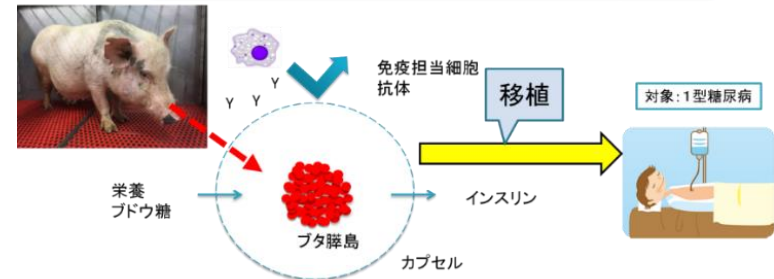 Y
Y Y
免疫担当細胞
抗体
移植
対象：１型糖尿病
栄養
ブドウ糖
インスリン
ブタ膵島
カプセル